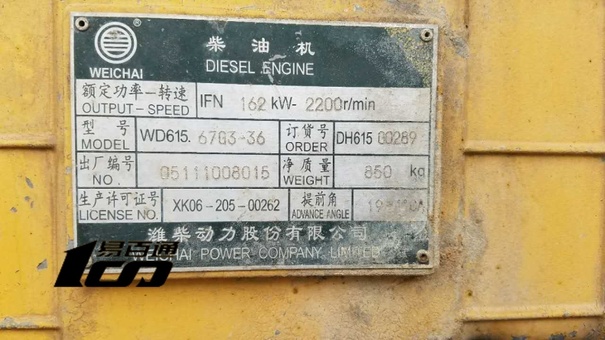 柴油机
WEICHAI
DIESEL ENGINE
额定功率—转速
OUTPUT-SPEED
IFN 162 kW- 2200r/min
型 号
MODEL
WD615. 67G3-36
订货号
ORDER
DH615 00289
出厂编号
NO.
05111008015
净质量
WEIGHT
850 kg
生产许可证号
LICENSE NO.
XK06-205-00262
提前角
ADVANCE ANGLE
潍柴动力股份有限公司
WEICHAI POWER COMPANY LIMITED
易百通